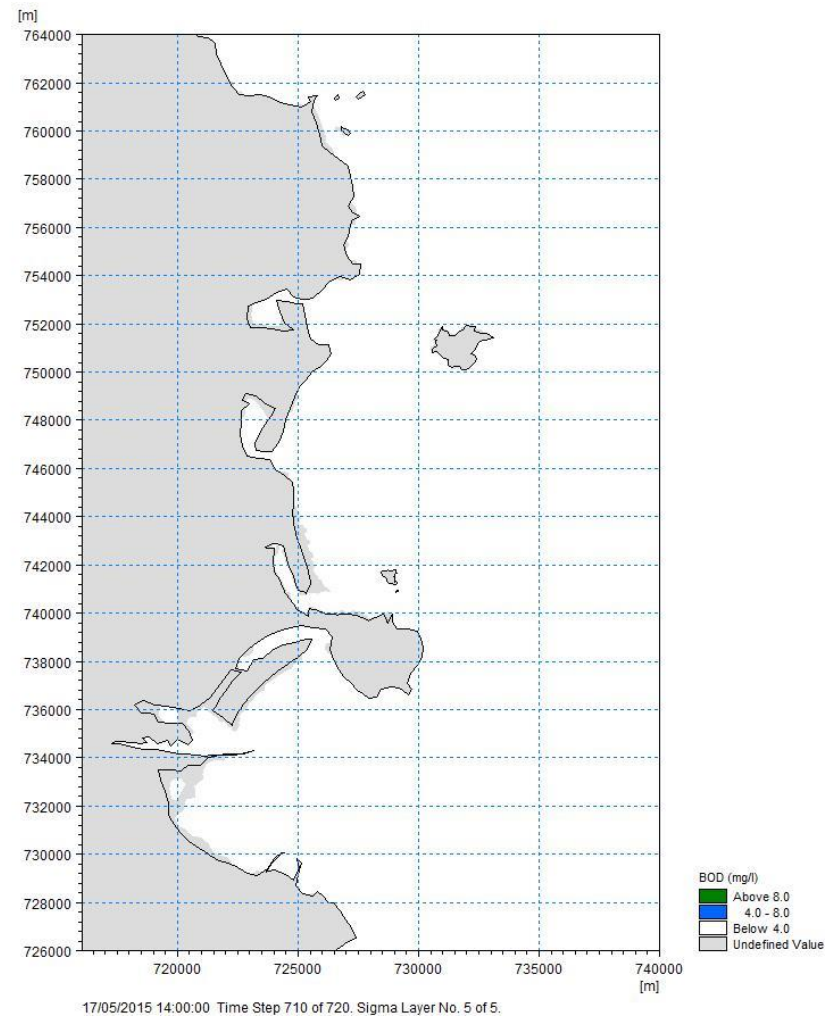 [m]
764000
762000
760000
758000
756000
754000
752000
750000
748000
746000
744000
742000
740000
738000
736000
734000
732000
730000
728000
726000
720000 725000 730000 735000 740000
[m]
BOD (mg/l)
Above 8.0
4.0 - 8.0
Below 4.0
Undefined Value
17/05/2015 14:00:00 Time Step 710 of 720. Sigma Layer No. 5 of 5.